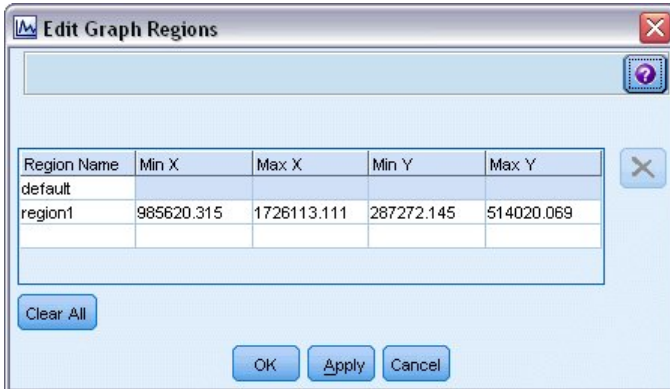 Edit Graph Regions
Region Name Min X Max X Min Y Max Y
default
region1 985620.315 1726113.111 287272.145 514020.069
Clear All
OK Apply Cancel